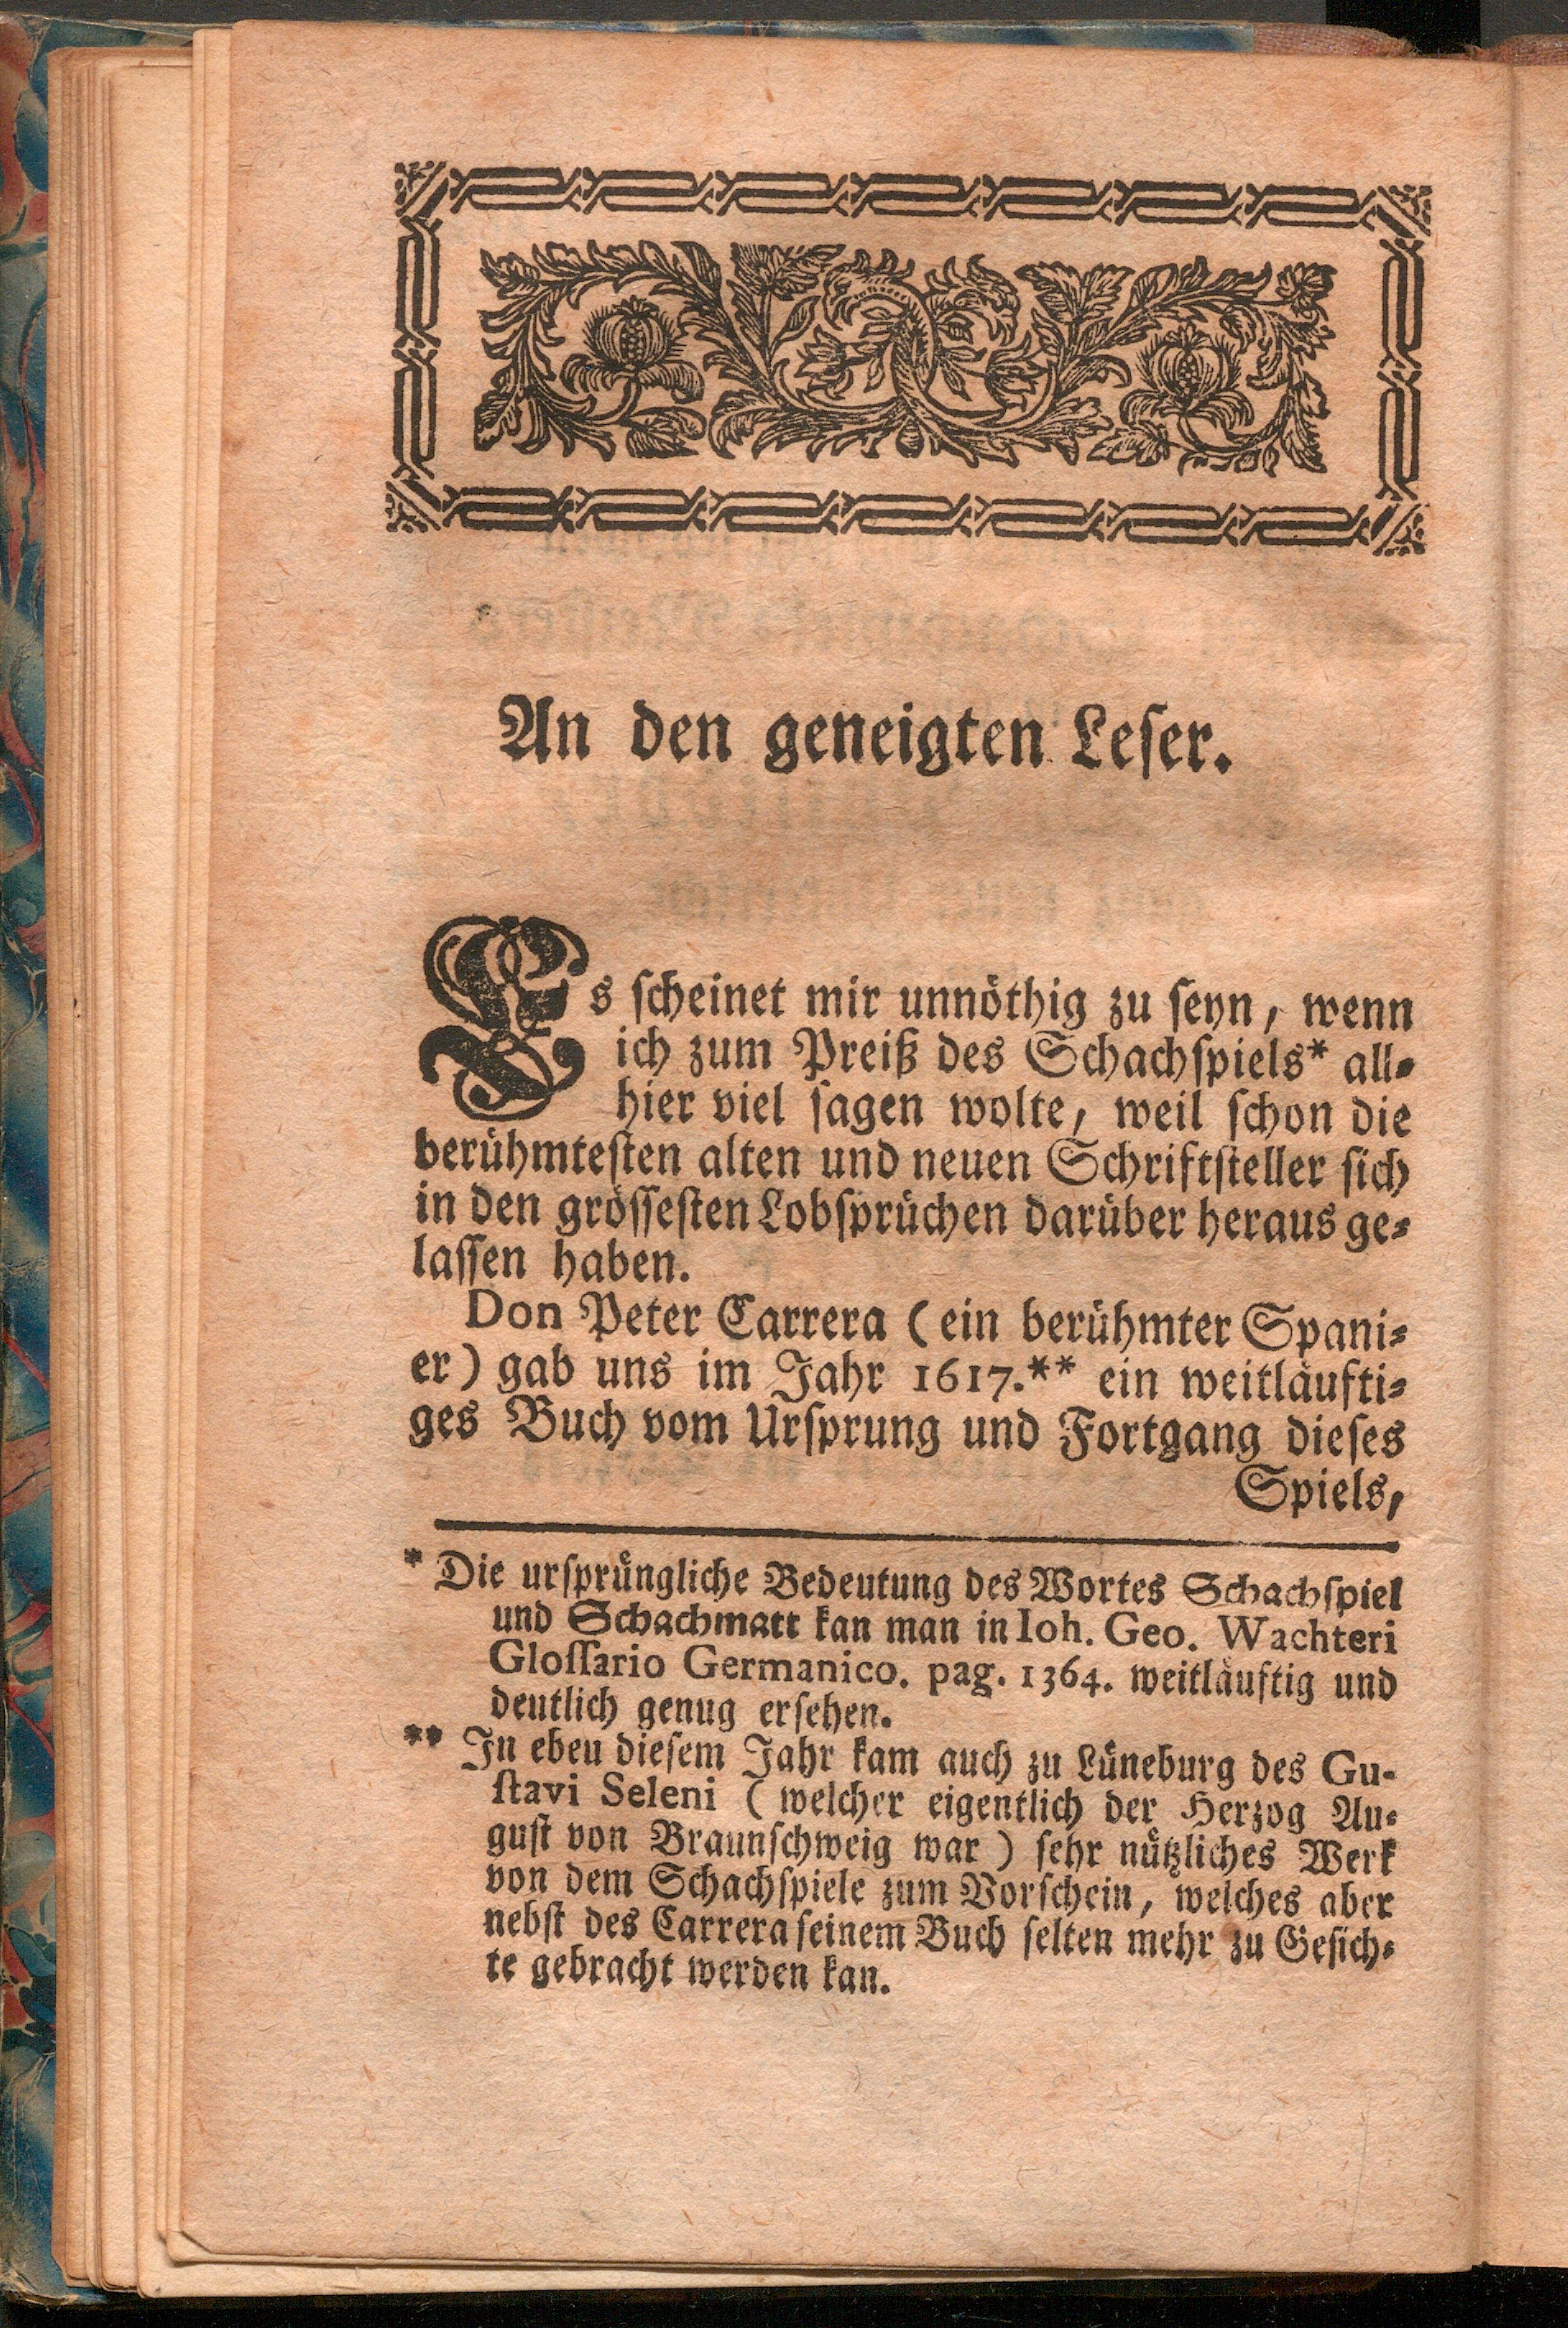 An den geneigten Leſer.
Es ſcheinet mir unnöthig zu ſeyn, wenn
ich zum Preiß des Schachſpiels* all⸗
hier viel ſagen wolte, weil ſchon die
berühmteſten alten und neuen Schriftſteller ſich
in den gröſſeſten Lobſprüchen darüber heraus ge⸗
laſſen haben.
Don Peter Carrera (ein berühmter Spani⸗
er) gab uns im Jahr 1617.** ein weitläufti⸗
ges Buch vom Urſprung und Fortgang dieſes
Spiels,
* Die urſprüngliche Bedeutung des Wortes Schachſpiel
und Schachmatt kan man in Ioh. Geo. Wachteri
Gloſſario Germanico. pag. 1364. weitläuftig und
deutlich genug erſehen.
** In ebeu dieſem Jahr kam auch zu Lüneburg des Gu-
ſtavi Seleni (welcher eigentlich der Herzog Au⸗
guſt von Braunſchweig war) ſehr nützliches Werk
von dem Schachſpiele zum Vorſchein, welches aber
nebſt des Carrera ſeinem Buch ſelten mehr zu Geſich⸗
te gebracht werden kan.